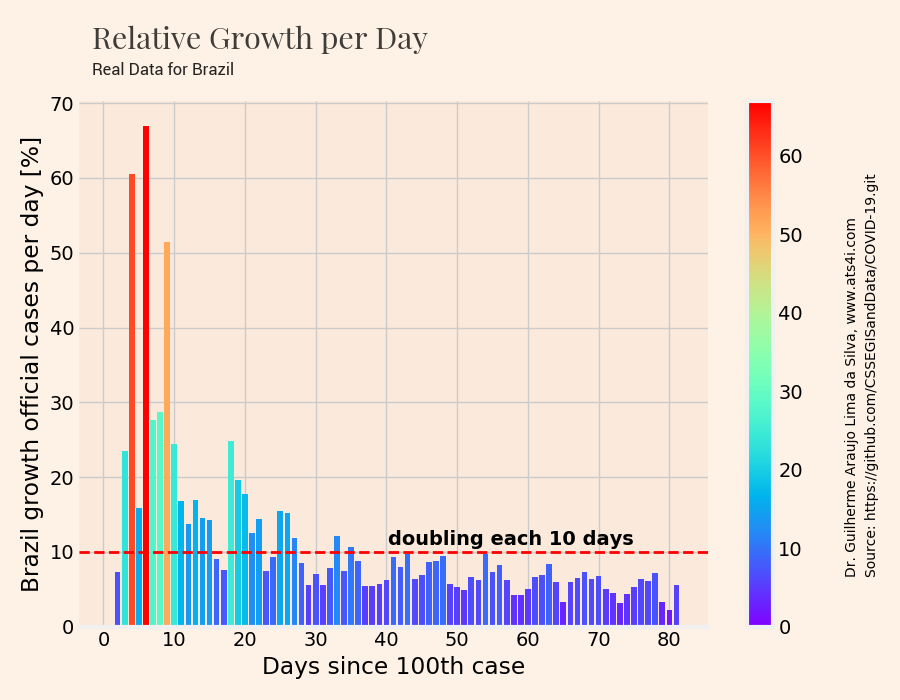 Relative Growth per Day
Real Data for Brazil
Brazil growth official cases per day [%]
70
60
50
40
30
20
10
0
doubling each 10 days
0 10 20 30 40 50 60 70 80
Days since 100th case
60
50
40
30
20
10
0
Dr. Guilherme Araujo Lima da Silva, www.ats4i.com
Source: https://github.com/CSSEGISandData/COVID-19.git